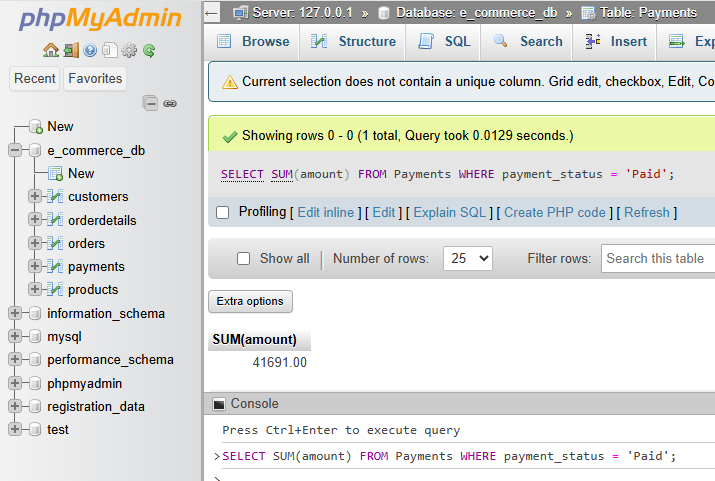 phpMyAdmin
Recent Favorites
New
e_commerce_db
New
customers
orderdetails
orders
payments
products
information_schema
mysql
performance_schema
phpmyadmin
registration_data
test
Server: 127.0.0.1 » Database: e_commerce_db » Table: Payments
Browse Structure SQL Search Insert Exp
Current selection does not contain a unique column. Grid edit, checkbox, Edit, Co
Showing rows 0 - 0 (1 total, Query took 0.0129 seconds.)
SELECT SUM(amount) FROM Payments WHERE payment_status = 'Paid';
Profiling [ Edit inline ] [ Edit ] [ Explain SQL ] [ Create PHP code ] [ Refresh ]
Show all | Number of rows: 25 Filter rows: Search this table
Extra options
SUM(amount)
41691.00
Console
Press Ctrl+Enter to execute query
>SELECT SUM(amount) FROM Payments WHERE payment_status = 'Paid';
>